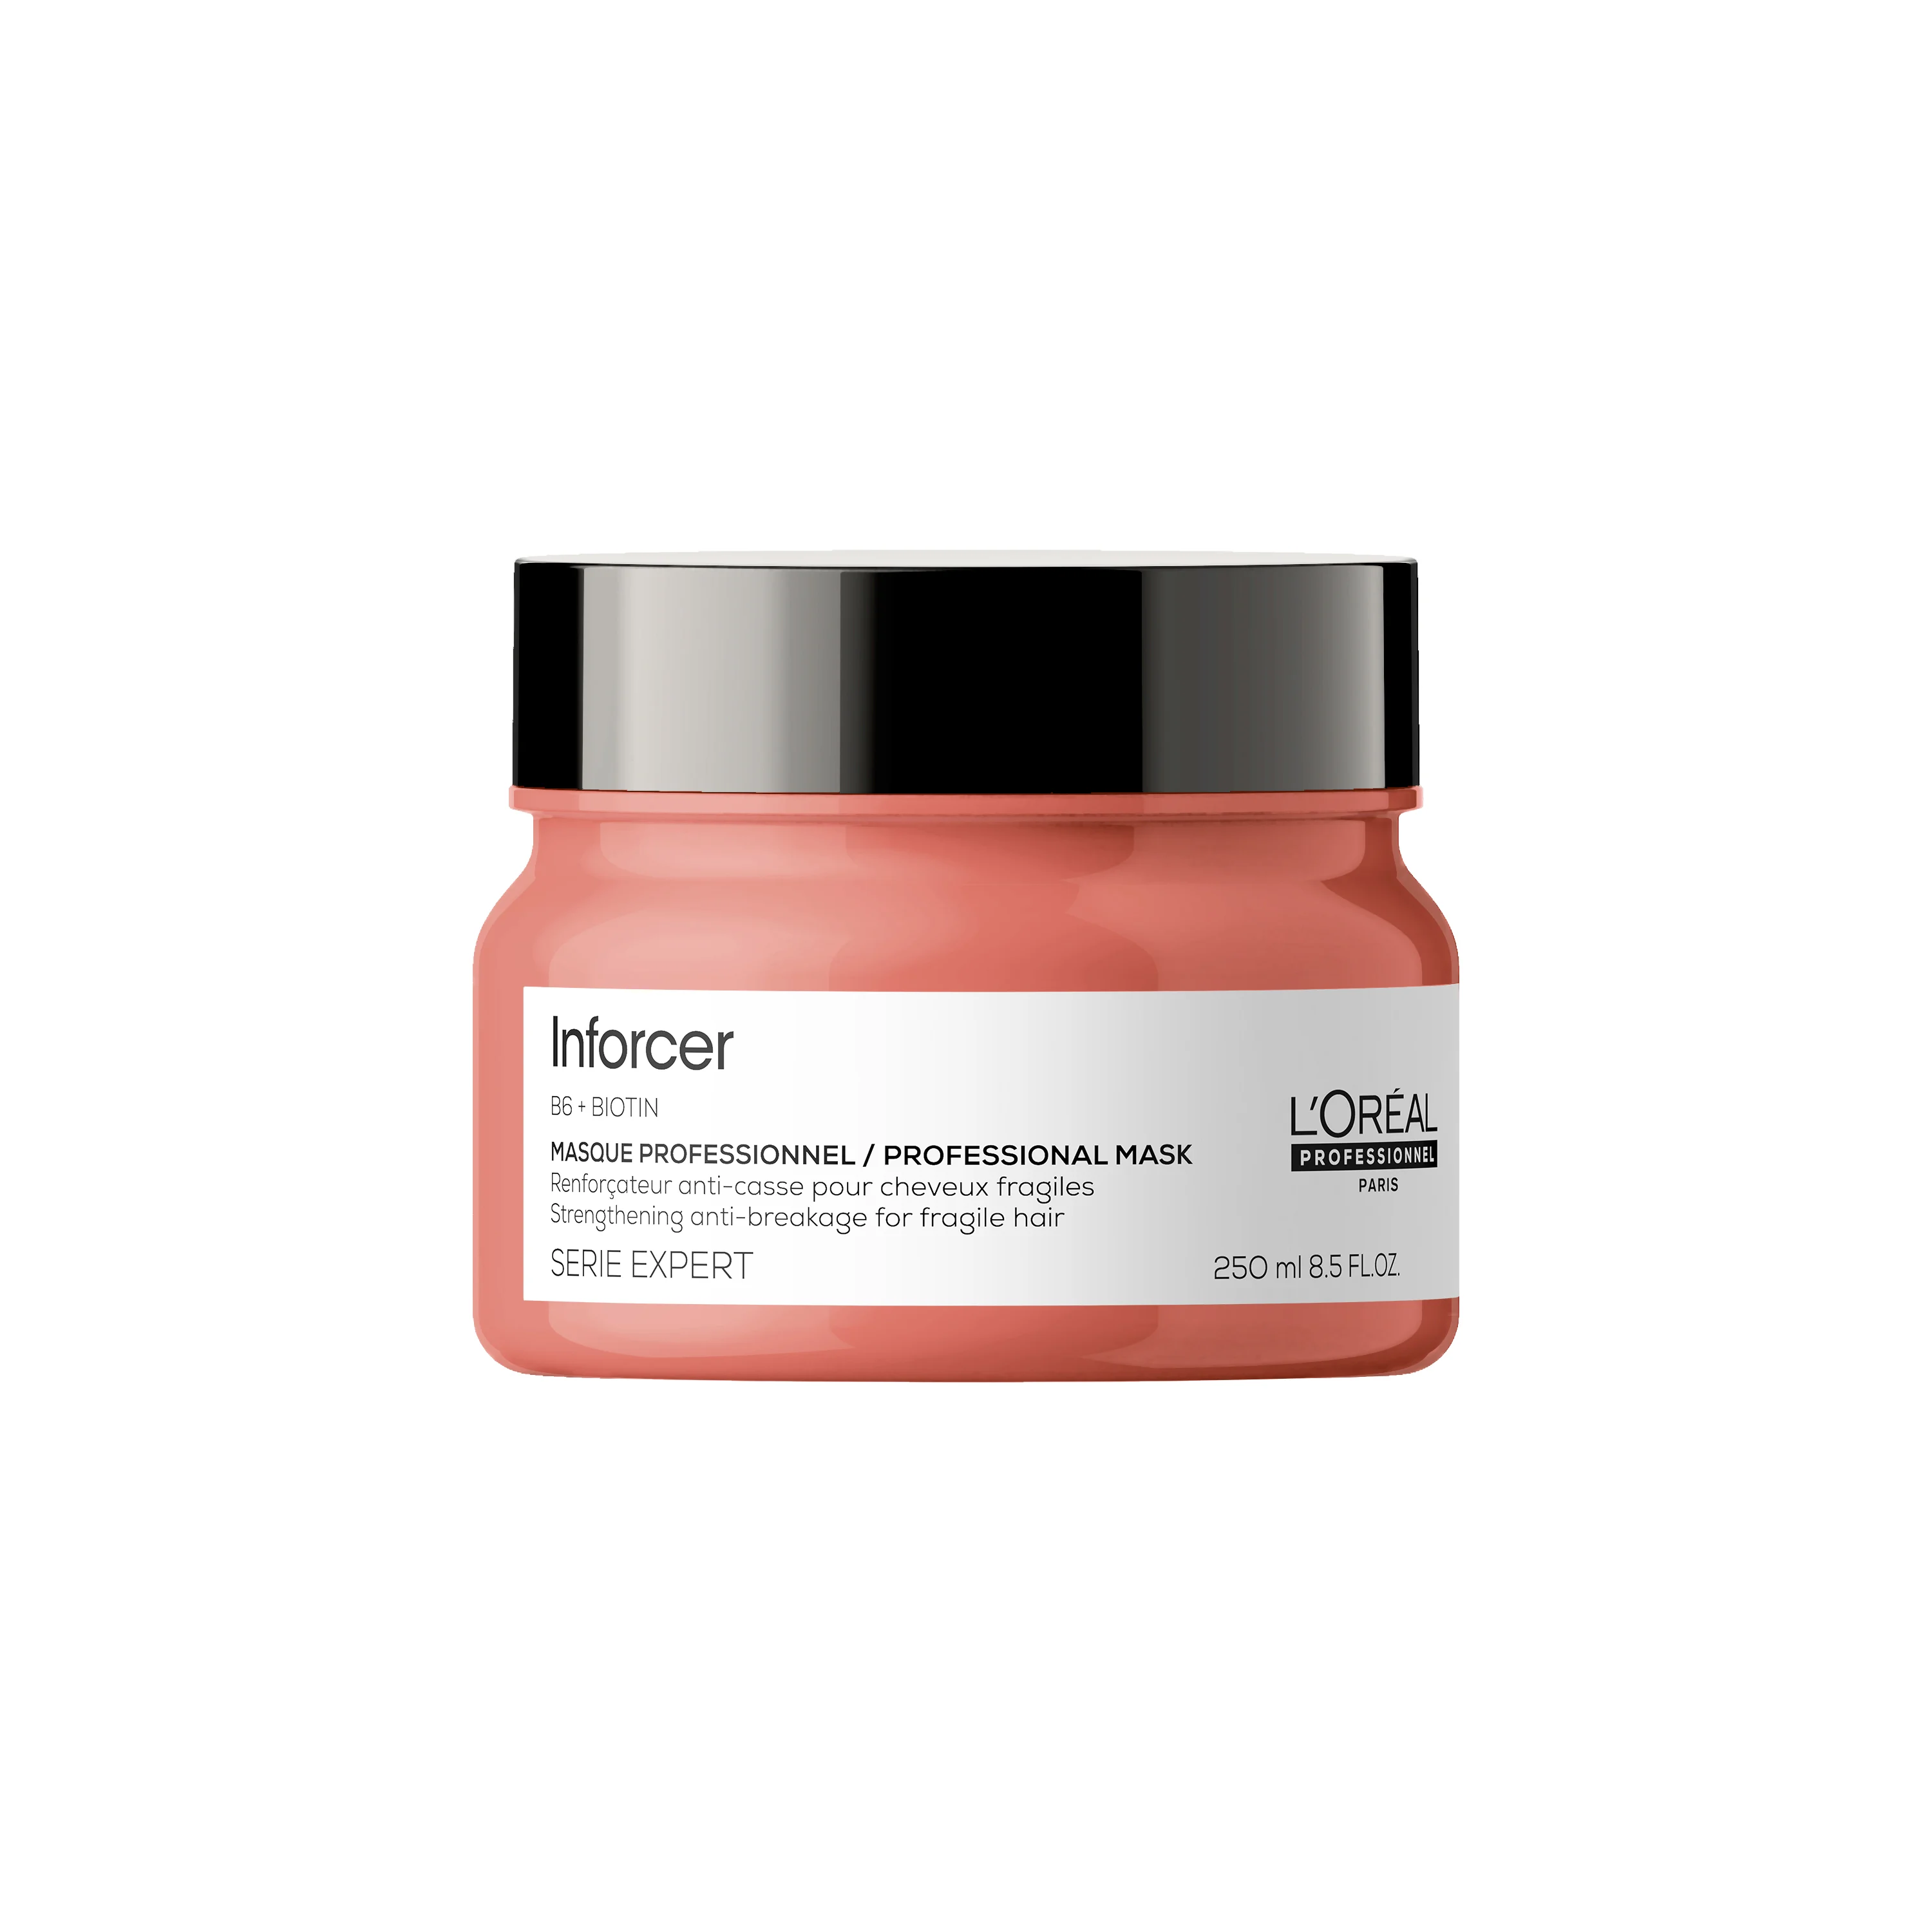 Inforcer
B6 + BIOTIN
MASQUE PROFESSIONNEL / PROFESSIONAL MASK
Renforçateur anti-casse pour cheveux fragiles
Strengthening anti-breakage for fragile hair
SERIE EXPERT
L'ORÉAL
PROFESSIONNEL
PARIS
250 ml 8.5 FL.OZ.